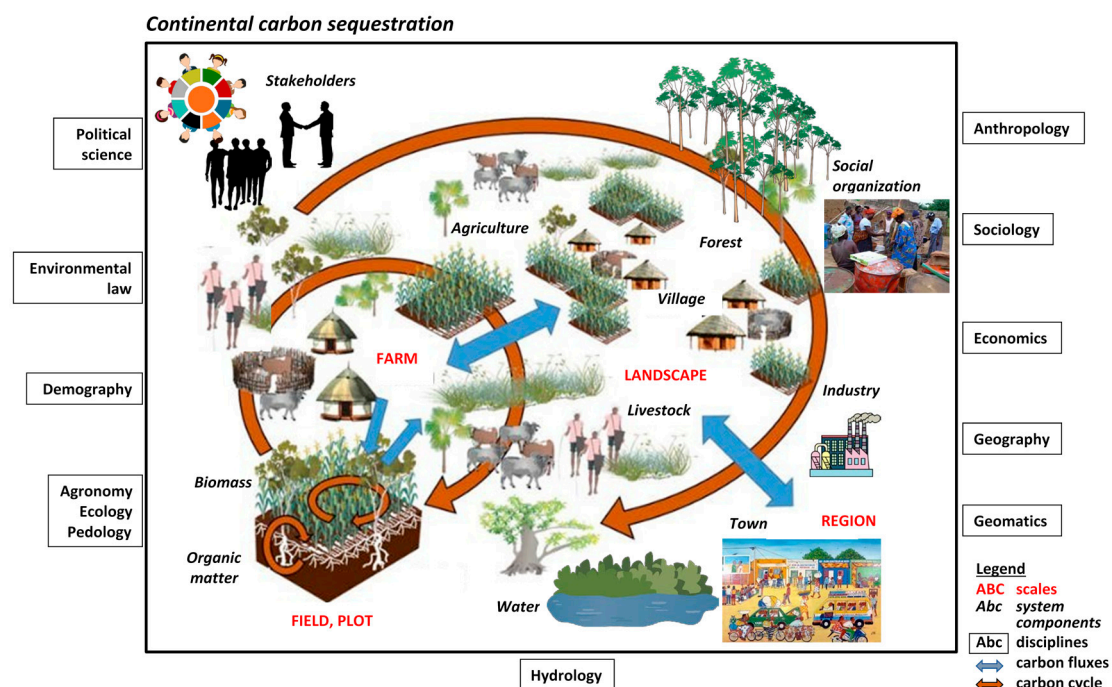 Continental carbon sequestration
Stakeholders
Political
science
Anthropology
Social
organization
Agriculture
Sociology
Forest
Environmental
law
Village
FARM
Economics
LANDSCAPE
Demography
Livestock
Industry
Geography
Biomass
Agronomy
Ecology
Pedology
Town
REGION
Geomatics
Organic
matter
Water
FIELD, PLOT
Hydrology
Legend
ABC scales
Abc system
components
Abc disciplines
carbon fluxes
carbon cycle